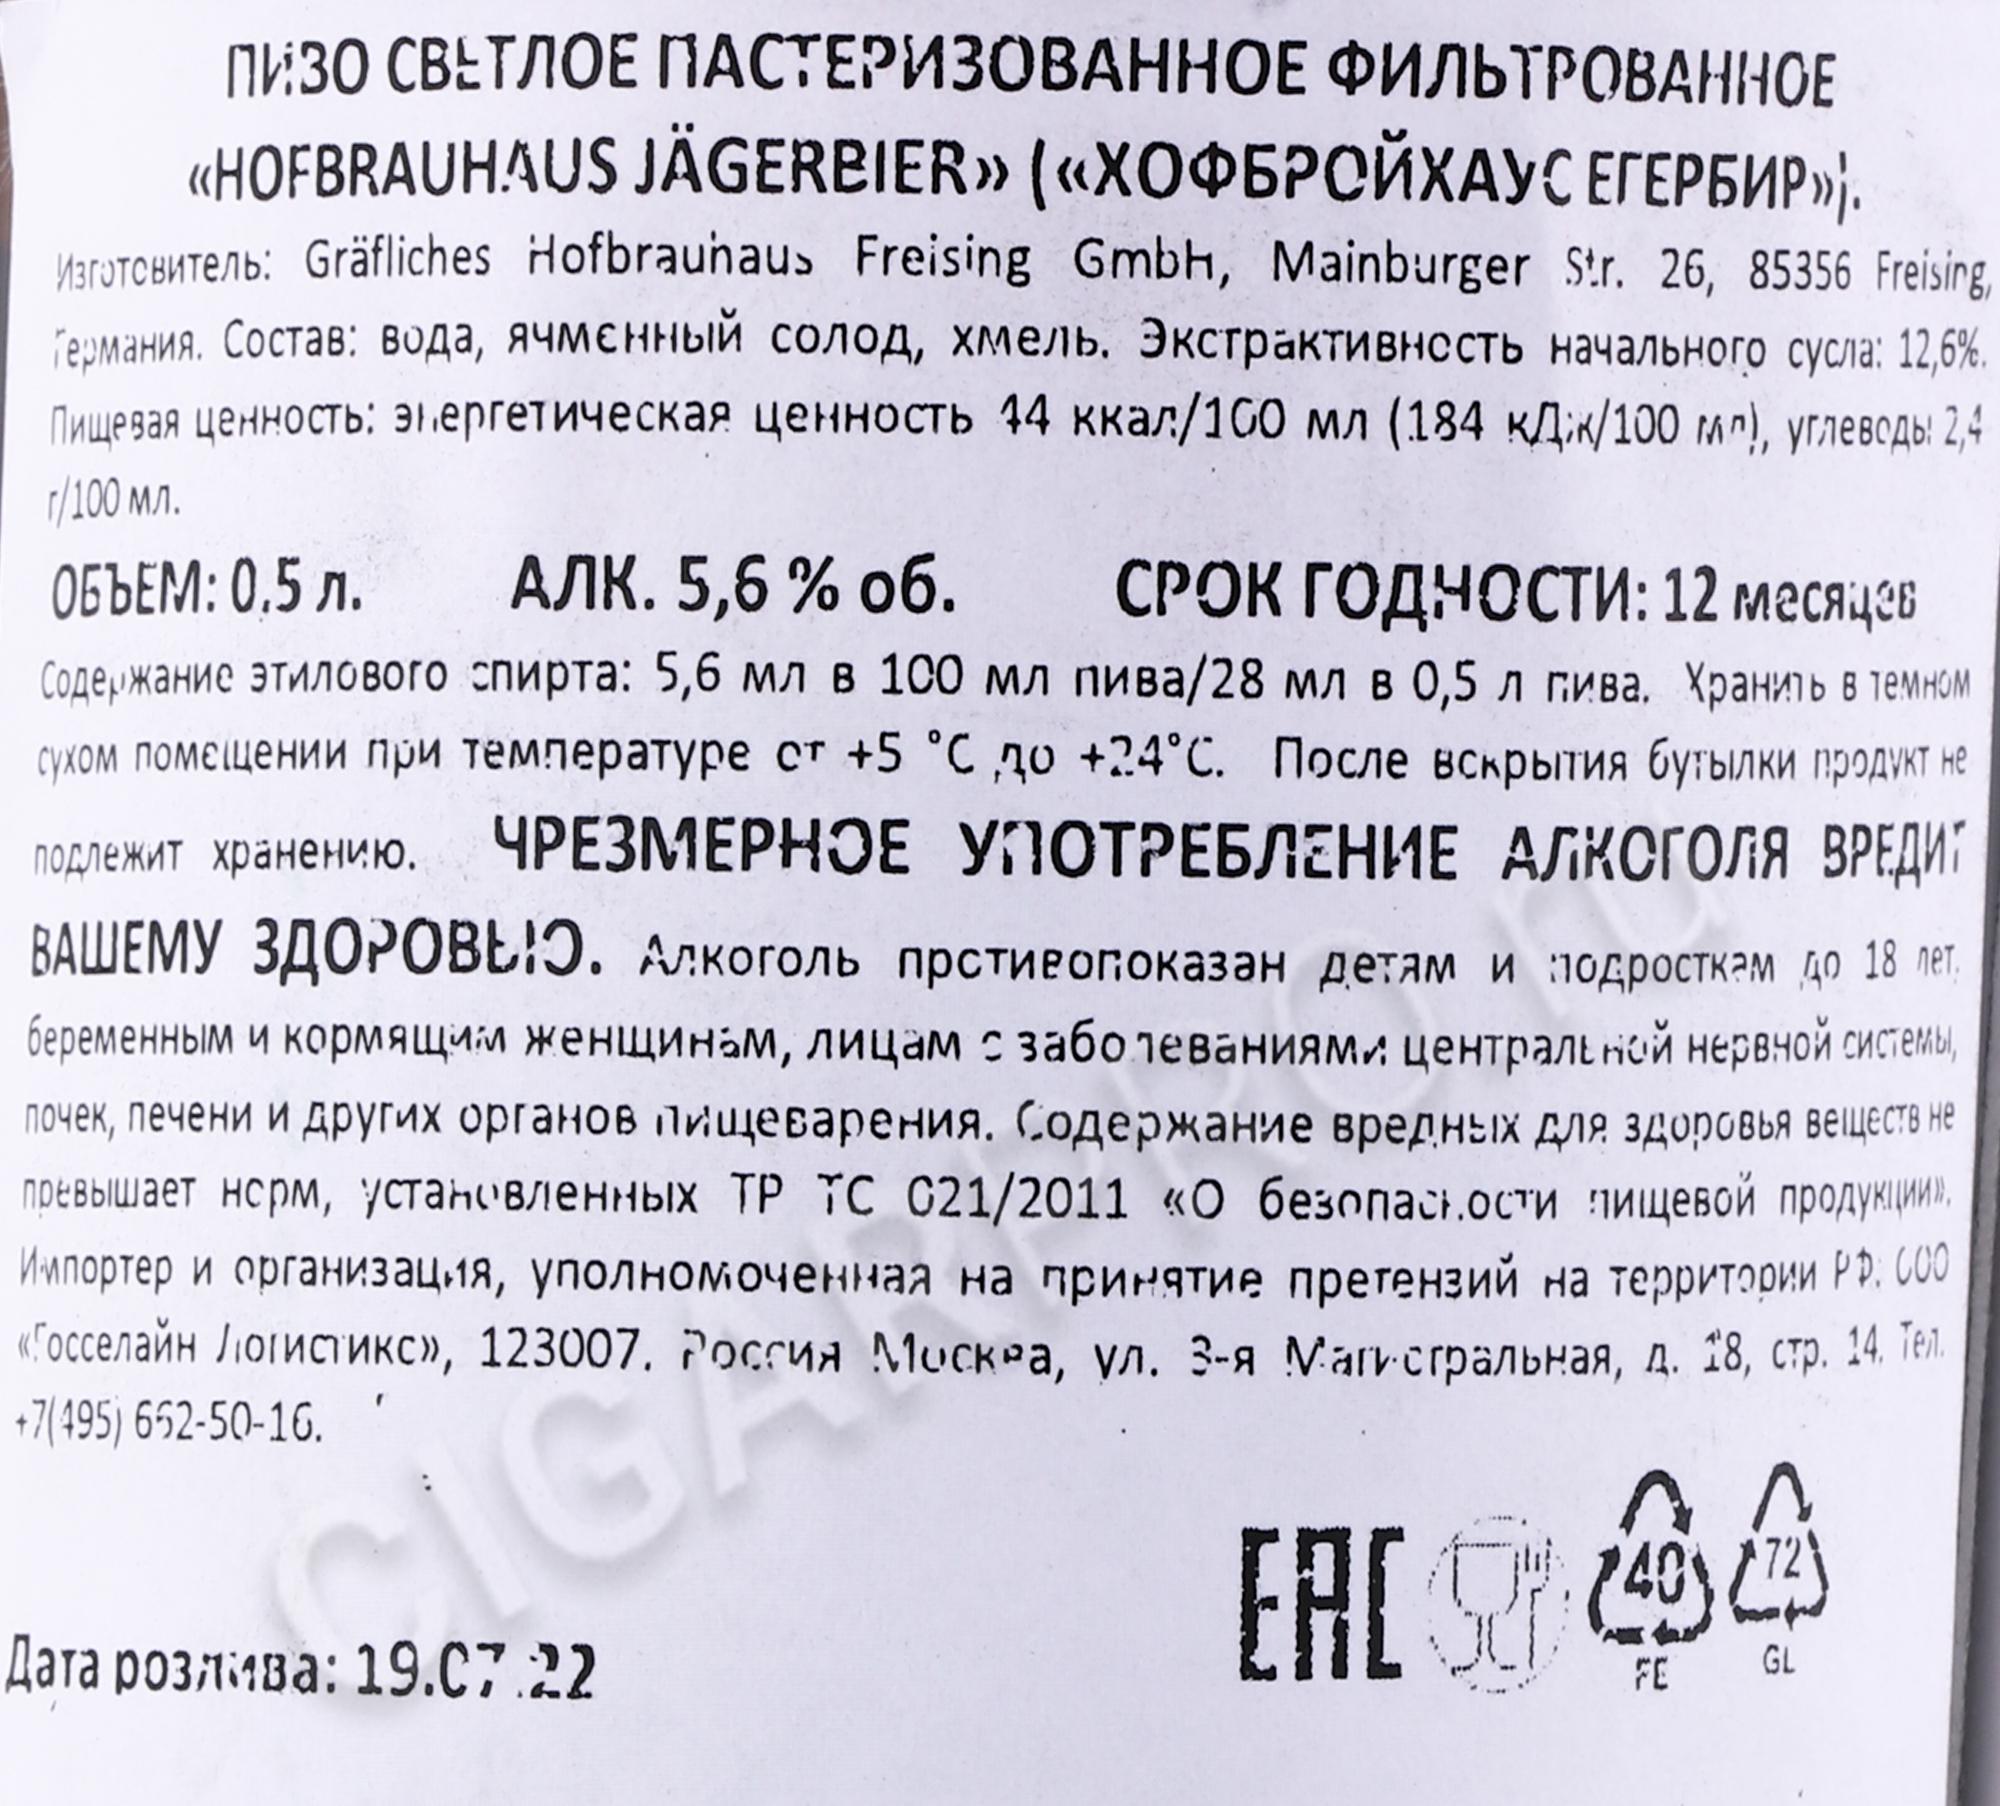 ПИВО СВЕТЛОЕ ПАСТЕРИЗОВАННОЕ ФИЛЬТРОВАННОЕ
«HOFBRAUHAUS JÄGERBIER» («ХОФБРОЙХАУС ЕГЕРБИР»).
Изготовитель: Gräfliches Hofbrauhaus Freising GmbH, Mainburger Str. 26, 85356 Freising,
Германия. Состав: вода, ячменный солод, хмель. Экстрактивность начального сусла: 12,6%.
Пищевая ценность: энергетическая ценность 44 ккал/100 мл (184 кДж/100 мл), углеводы 2,4
г/100 мл.
ОБЪЕМ: 0.5 л. АЛК. 5,6 % об. СРОК ГОДНОСТИ: 12 месяцев
Содержание этилового спирта: 5,6 мл в 100 мл пива/28 мл в 0,5 л пива. Хранить в темном
сухом помещении при температуре от +5 °С до +24°С. После вскрытия бутылки продукт не
подлежит хранению. ЧРЕЗМЕРНОЕ УПОТРЕБЛЕНИЕ АЛКОГОЛЯ ВРЕДИТ
ВАШЕМУ ЗДОРОВЬЮ. Алкоголь противопоказан детям и подросткам до 18 лет,
беременным и кормящим женщинам, лицам с заболеваниями центральной нервной системы,
почек, печени и других органов пищеварения. Содержание вредных для здоровья веществ не
превышает норм, установленных ТР ТС 021/2011 «О безопасности пищевой продукции».
Импортер и организация, уполномоченная на принятие претензий на территории РФ: ООО
«Госселайн Логистикс», 123007. Россия Москва, ул. 3-я Магистральная, д. 18, стр. 14. Тел.
+7(495) 662-50-16.
EAC 40 72
FE GL
Дата розлива: 19.07.22
CIGARPRO.ru